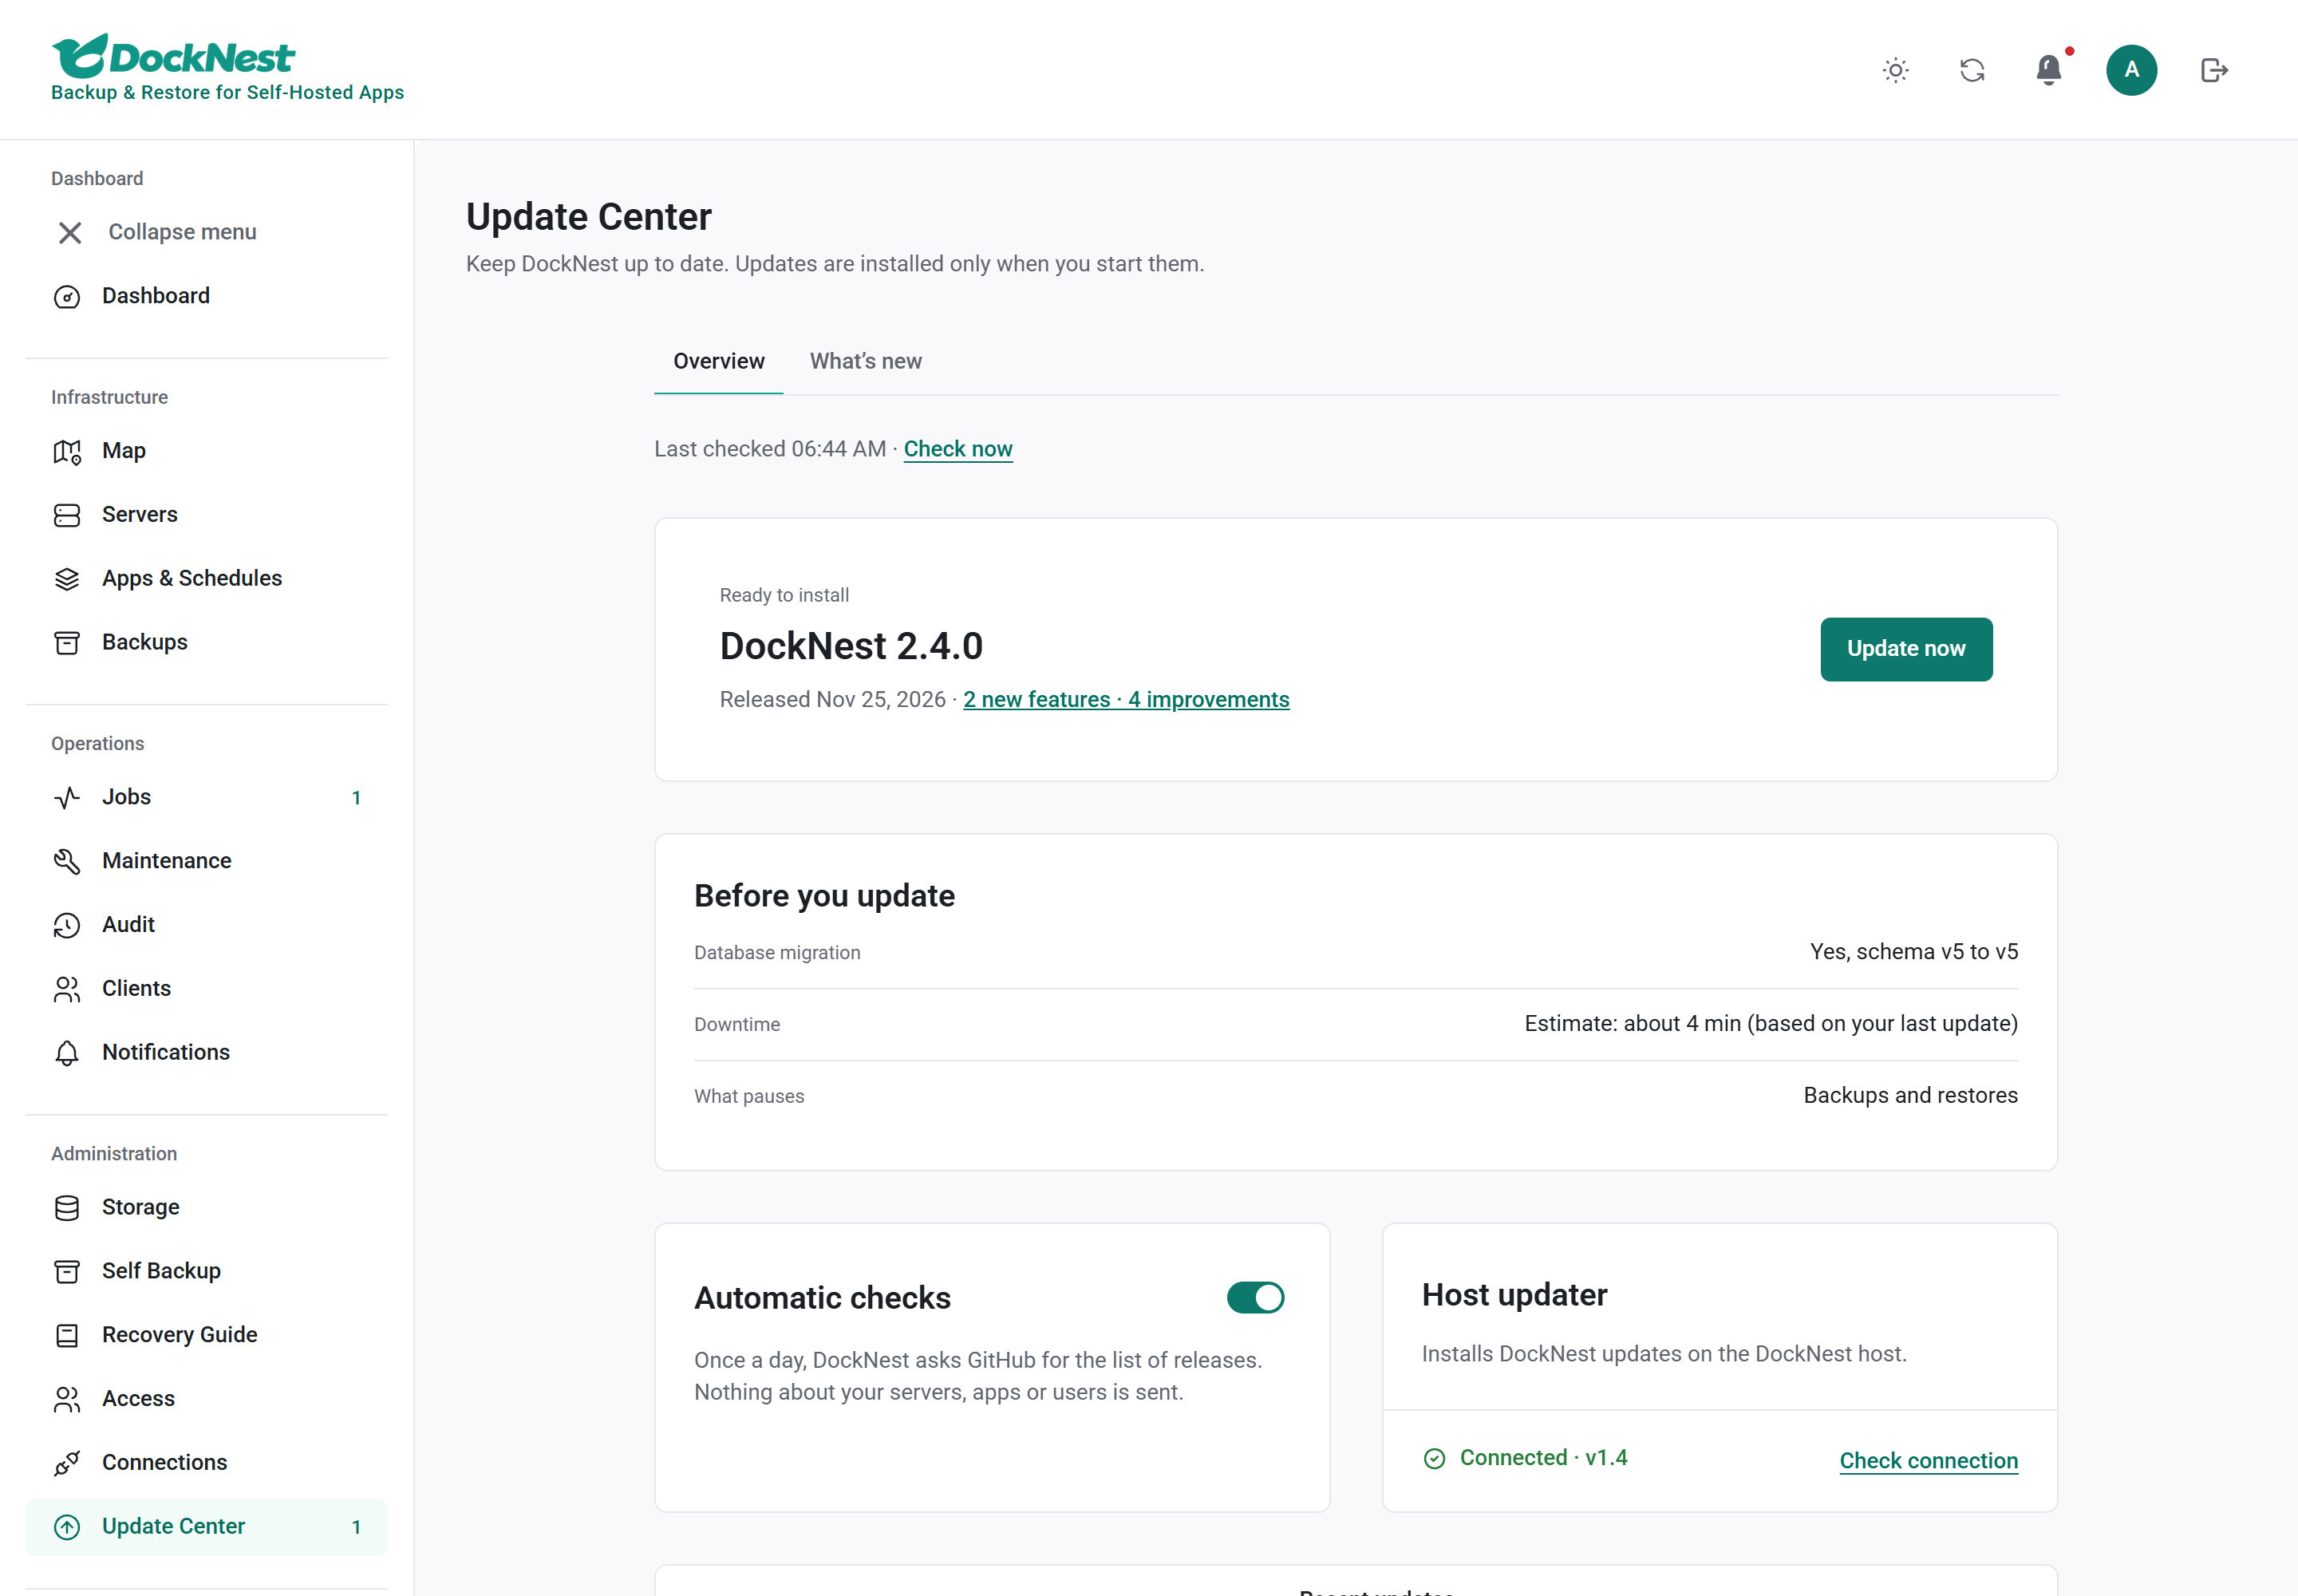 DockNest
Backup & Restore for Self-Hosted Apps
A
Dashboard
Collapse menu
Dashboard
Infrastructure
Map
Servers
Apps & Schedules
Backups
Operations
Jobs 1
Maintenance
Audit
Clients
Notifications
Administration
Storage
Self Backup
Recovery Guide
Access
Connections
Update Center 1
Update Center
Keep DockNest up to date. Updates are installed only when you start them.
Overview What’s new
Last checked 06:44 AM · Check now
Ready to install
DockNest 2.4.0
Released Nov 25, 2026 · 2 new features · 4 improvements
Update now
Before you update
Database migration Yes, schema v5 to v5
Downtime Estimate: about 4 min (based on your last update)
What pauses Backups and restores
Automatic checks
Once a day, DockNest asks GitHub for the list of releases.
Nothing about your servers, apps or users is sent.
Host updater
Installs DockNest updates on the DockNest host.
Connected · v1.4 Check connection